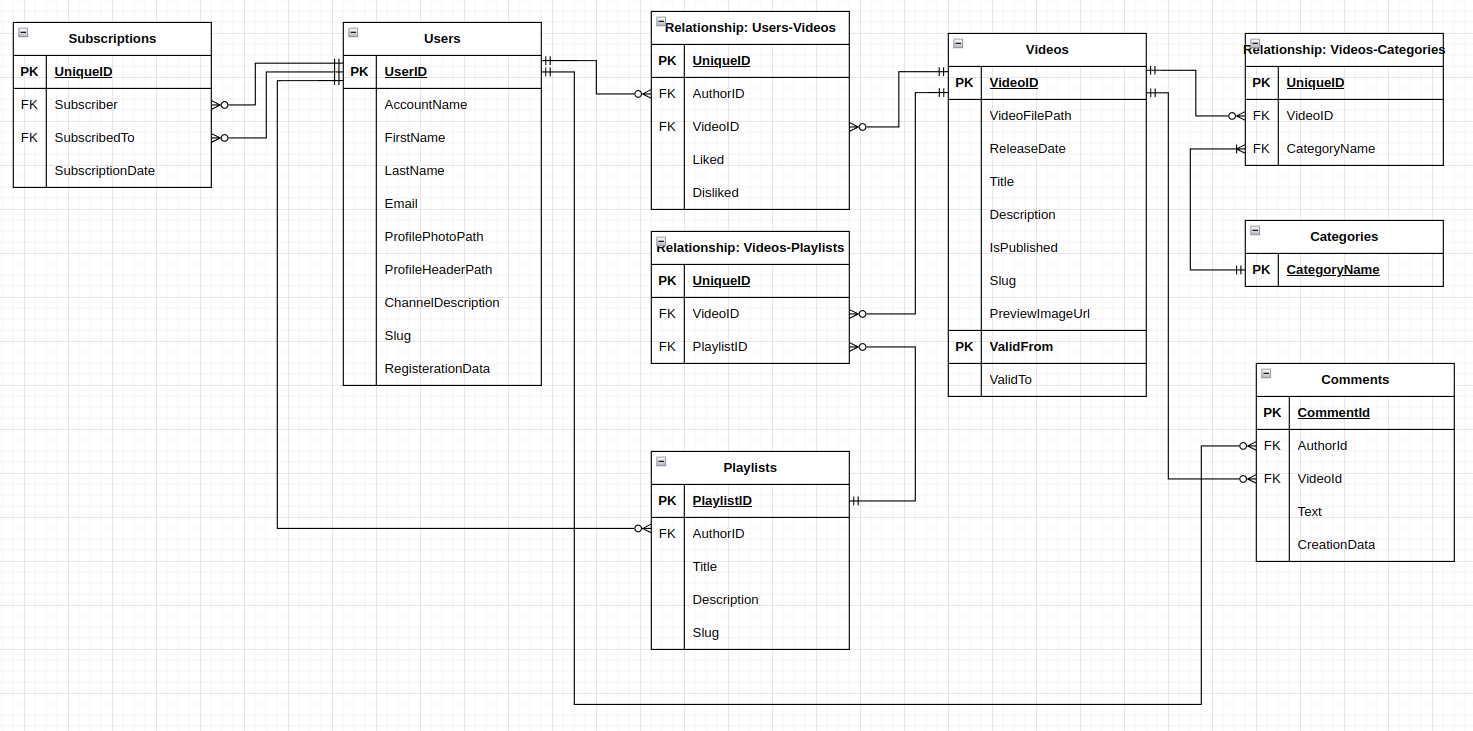 Subscriptions
PK UniqueID
FK Subscriber
FK SubscribedTo
SubscriptionDate
Users
PK UserID
AccountName
FirstName
LastName
Email
ProfilePhotoPath
ProfileHeaderPath
ChannelDescription
Slug
RegisterationData
Relationship: Users-Videos
PK UniqueID
FK AuthorID
FK VideoID
Liked
Disliked
Relationship: Videos-Playlists
PK UniqueID
FK VideoID
FK PlaylistID
Playlists
PK PlaylistID
FK AuthorID
Title
Description
Slug
Videos
PK VideoID
VideoFilePath
ReleaseDate
Title
Description
IsPublished
Slug
PreviewImageUrl
PK ValidFrom
ValidTo
Relationship: Videos-Categories
PK UniqueID
FK VideoID
FK CategoryName
Categories
PK CategoryName
Comments
PK CommentId
FK AuthorId
FK VideoId
Text
CreationData